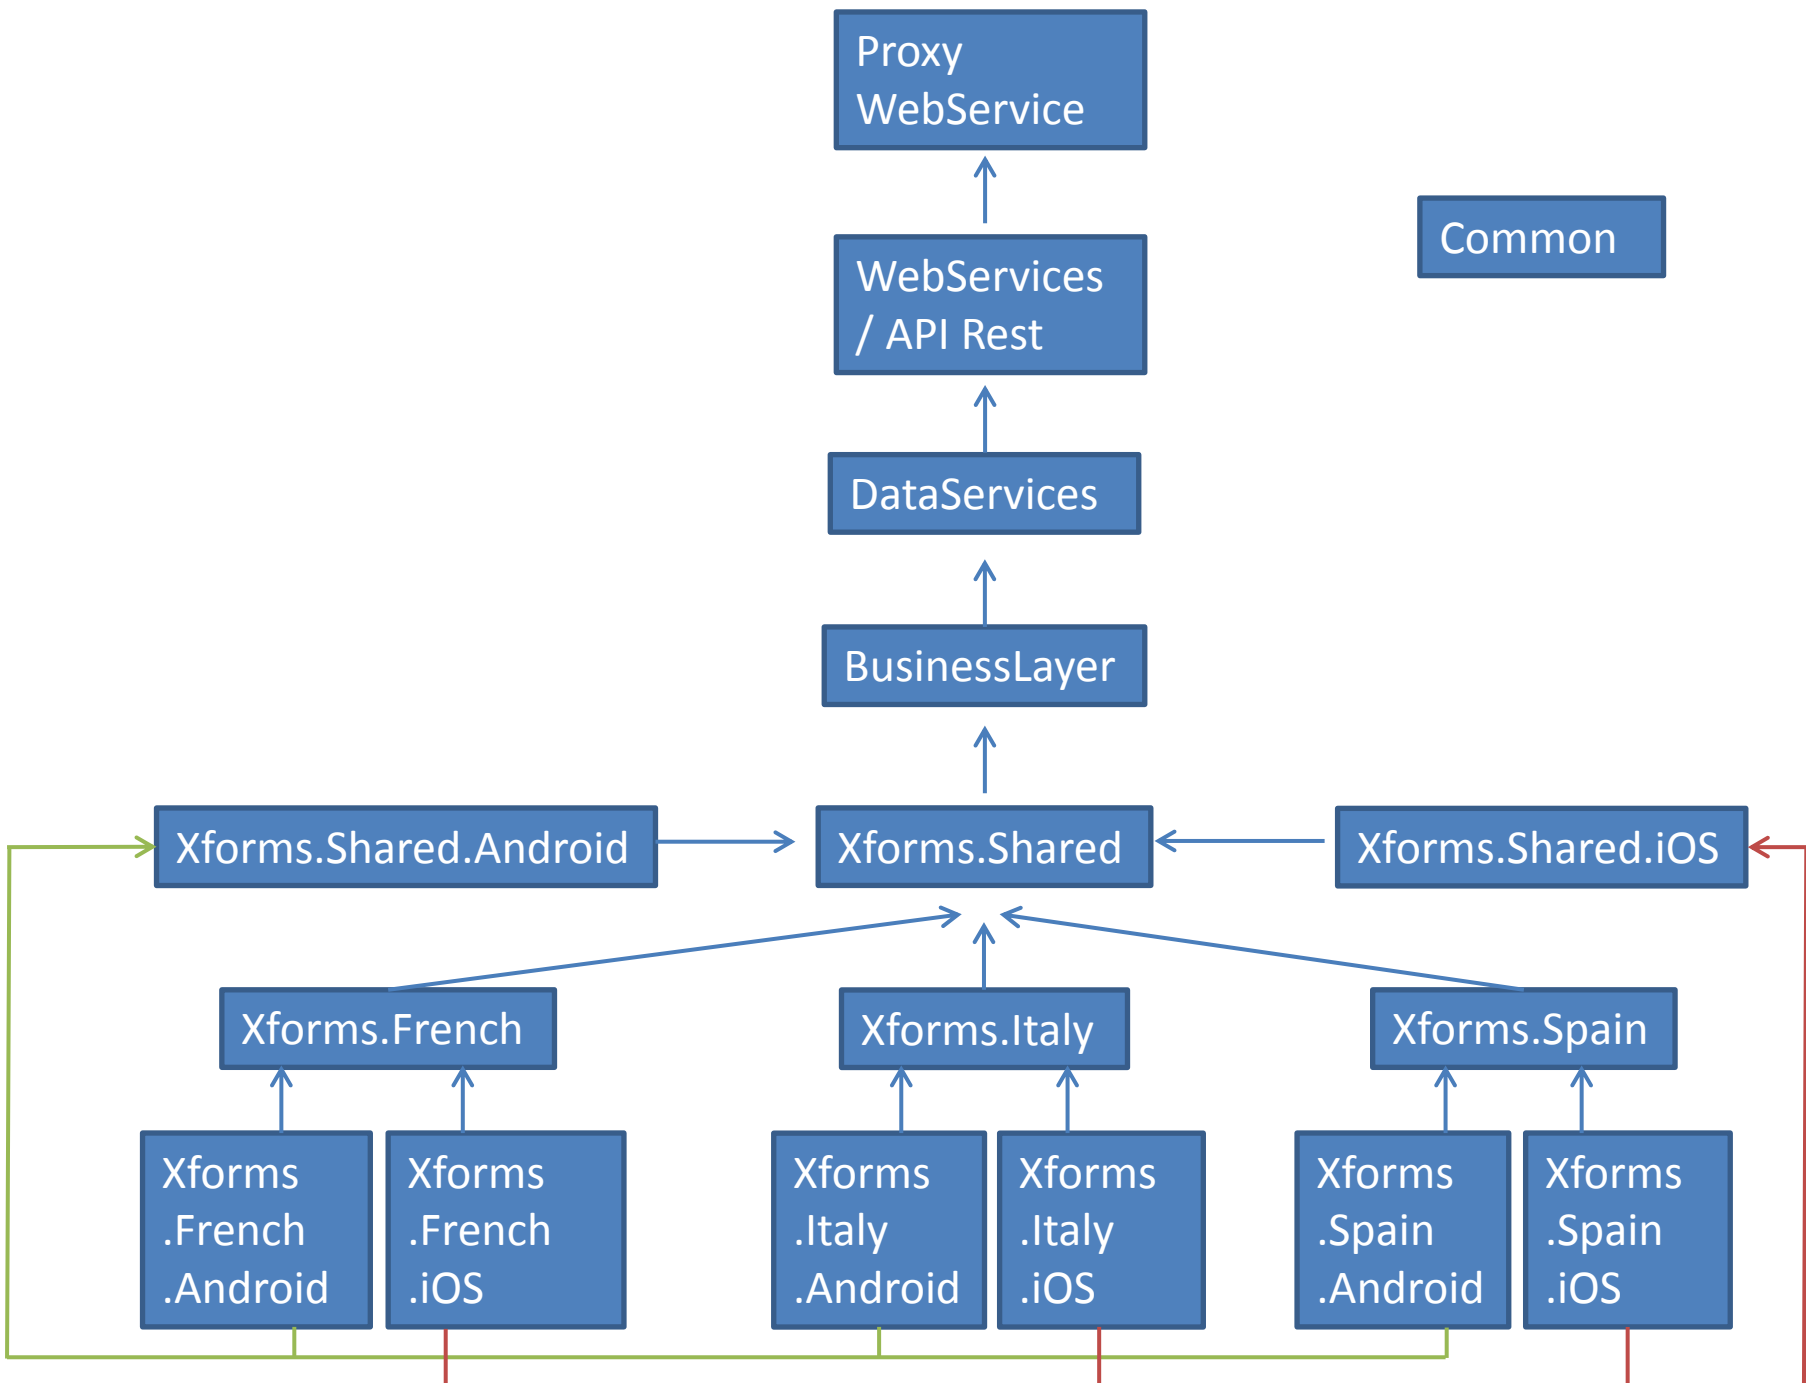 Proxy
WebService
Common
WebServices
/ API Rest
DataServices
BusinessLayer
Xforms.Shared.Android
Xforms.Shared
Xforms.Shared.iOS
Xforms.French
Xforms.Italy
Xforms.Spain
Xforms
.French
.Android
Xforms
.French
.iOS
Xforms
.Italy
.Android
Xforms
.Italy
.iOS
Xforms
.Spain
.Android
Xforms
.Spain
.iOS